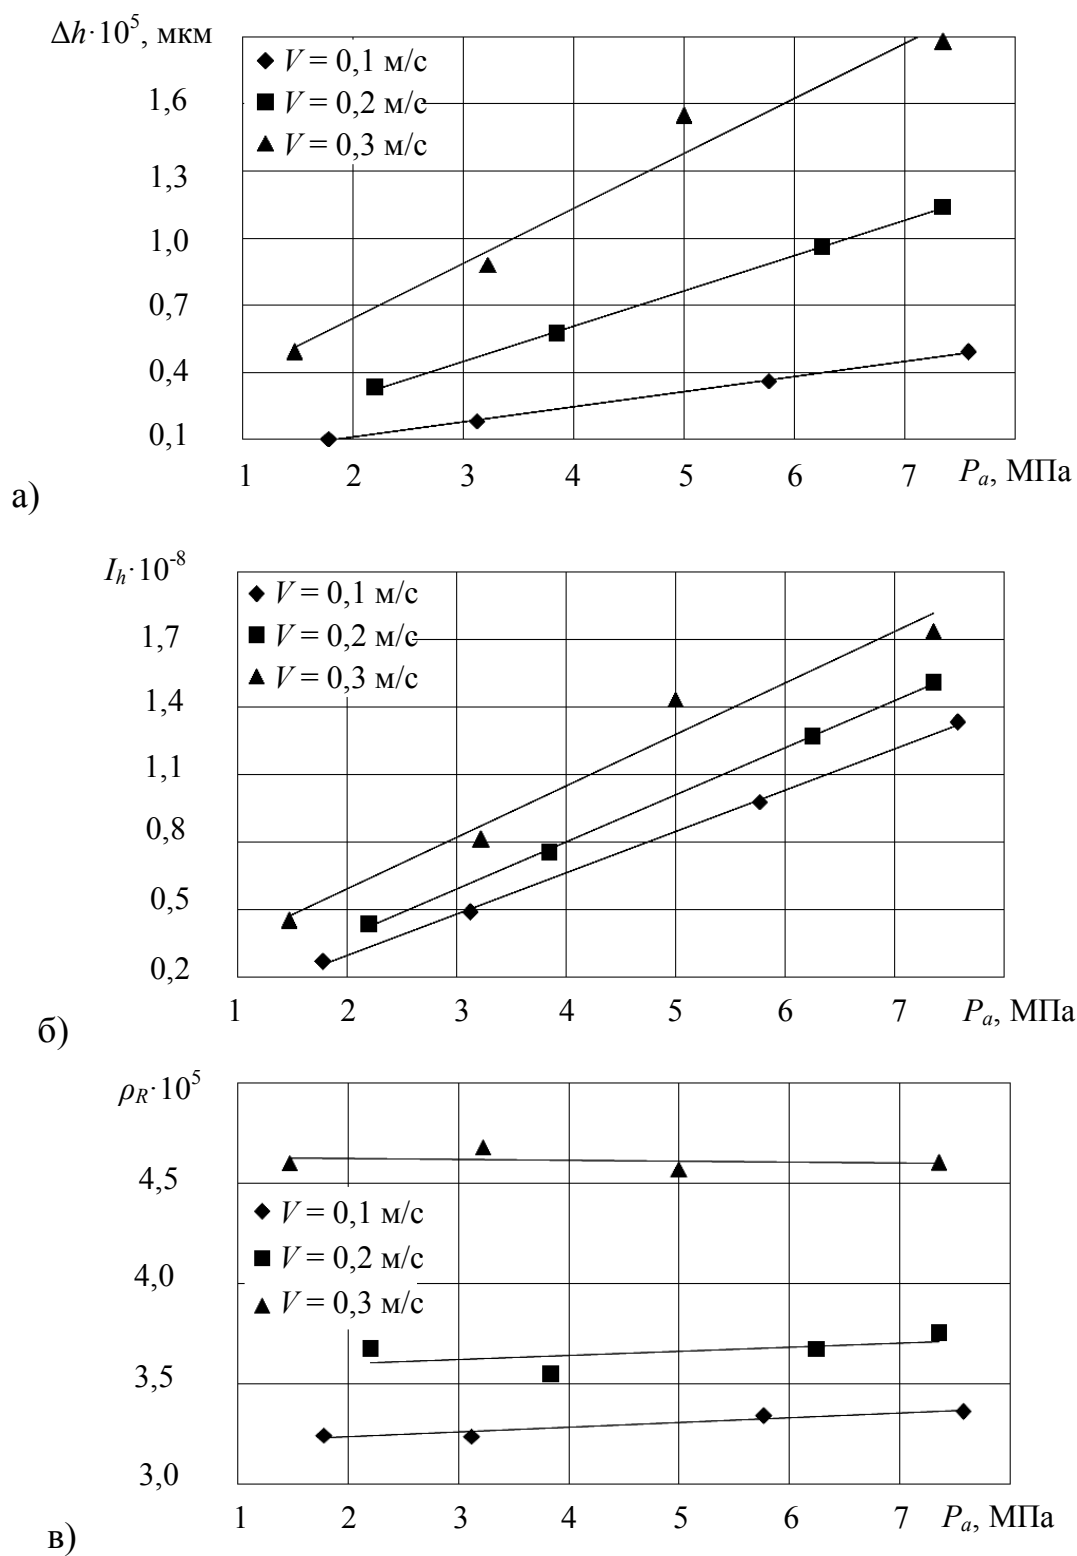 Δh·10⁵, мкм
V = 0,1 м/с
V = 0,2 м/с
V = 0,3 м/с
1,6
1,3
1,0
0,7
0,4
0,1
1 2 3 4 5 6 7 Pₐ, МПа
а)
Iₕ·10⁻⁸
V = 0,1 м/с
V = 0,2 м/с
V = 0,3 м/с
1,7
1,4
1,1
0,8
0,5
0,2
1 2 3 4 5 6 7 Pₐ, МПа
б)
ρR·10⁵
4,5
V = 0,1 м/с
V = 0,2 м/с
V = 0,3 м/с
4,0
3,5
3,0
1 2 3 4 5 6 7 Pₐ, МПа
в)